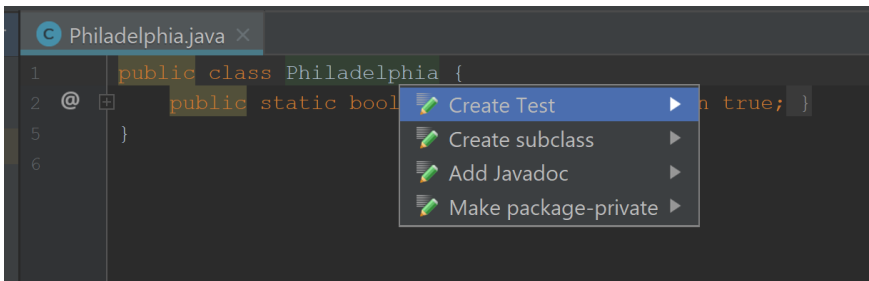 C Philadelphia.java ×
1 public class Philadelphia {
2 @ + public static bool n true; }
5 }
6
Create Test
Create subclass
Add Javadoc
Make package-private